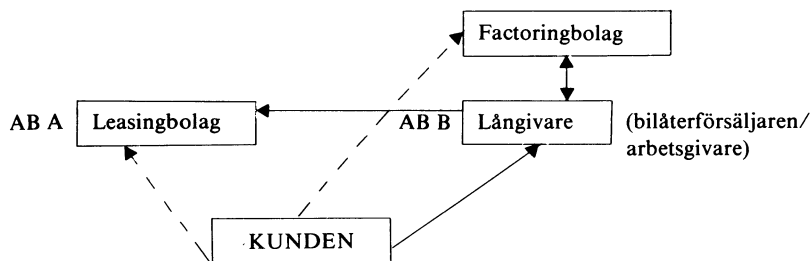 Factoringbolag
AB A Leasingbolag AB B Långivare (bilåterförsäljaren/
arbetsgivare)
KUNDEN